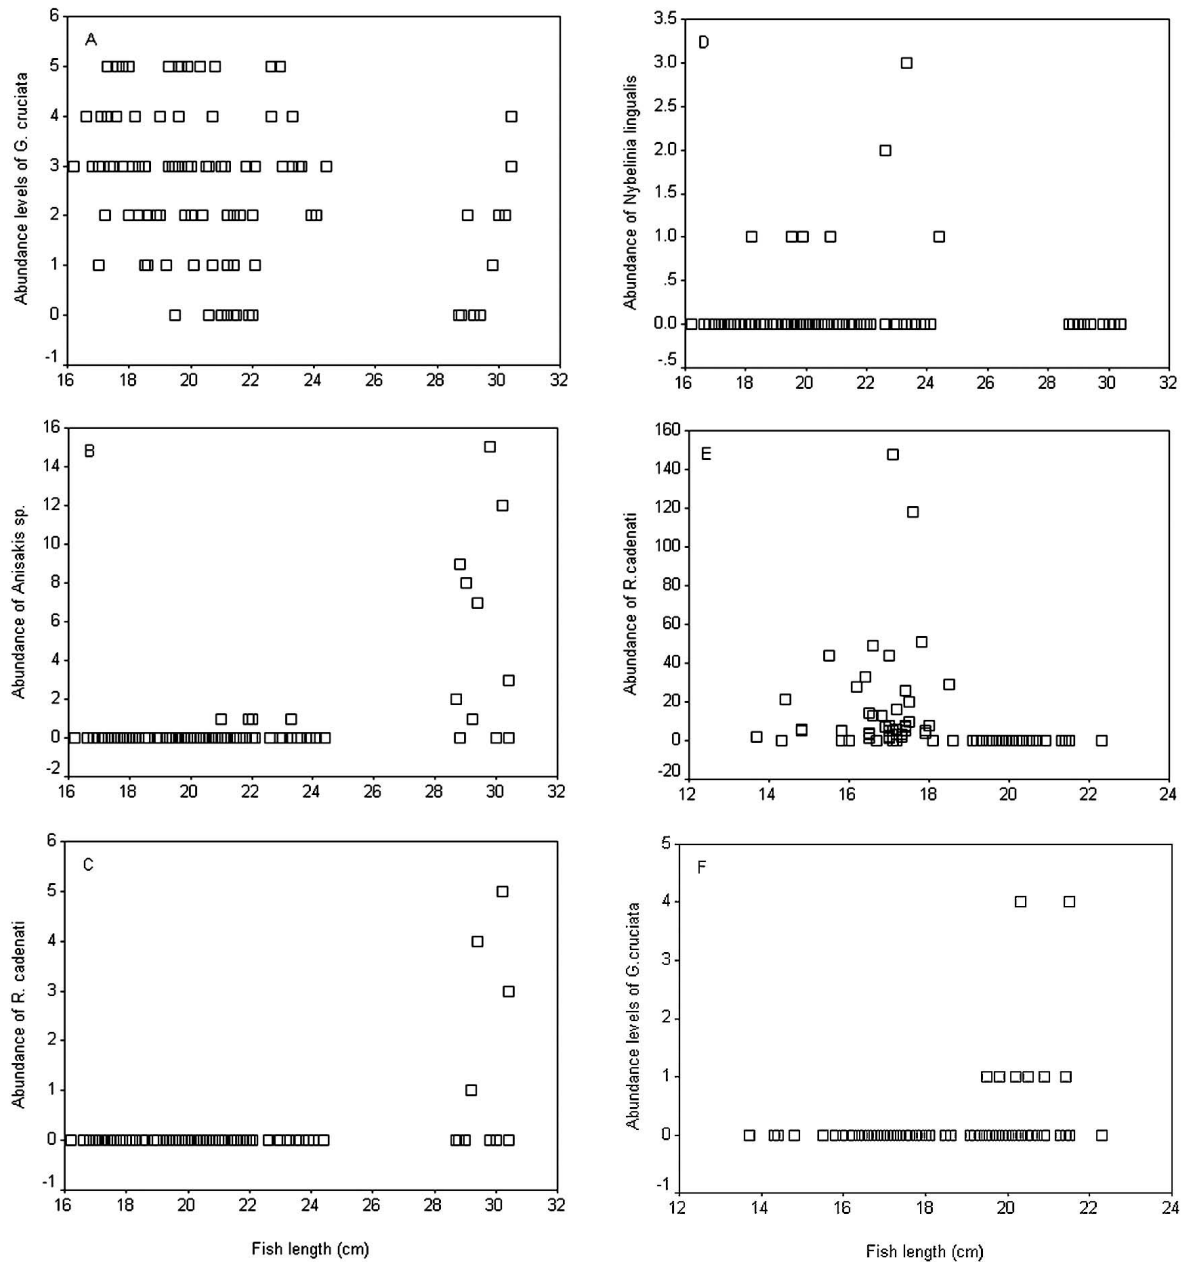 A
Abundance levels of G. cruciata
6
5
4
3
2
1
0
-1
16 18 20 22 24 26 28 30 32
D
Abundance of Nybelinia lingualis
3.5
3.0
2.5
2.0
1.5
1.0
.5
0.0
-.5
16 18 20 22 24 26 28 30 32
B
Abundance of Anisakis sp.
16
14
12
10
8
6
4
2
0
-2
16 18 20 22 24 26 28 30 32
E
Abundance of R.cadenati
160
140
120
100
80
60
40
20
0
-20
12 14 16 18 20 22 24
C
Abundance of R. cadenati
6
5
4
3
2
1
0
-1
16 18 20 22 24 26 28 30 32
Fish length (cm)
F
Abundance levels of G.cruciata
5
4
3
2
1
0
-1
12 14 16 18 20 22 24
Fish length (cm)